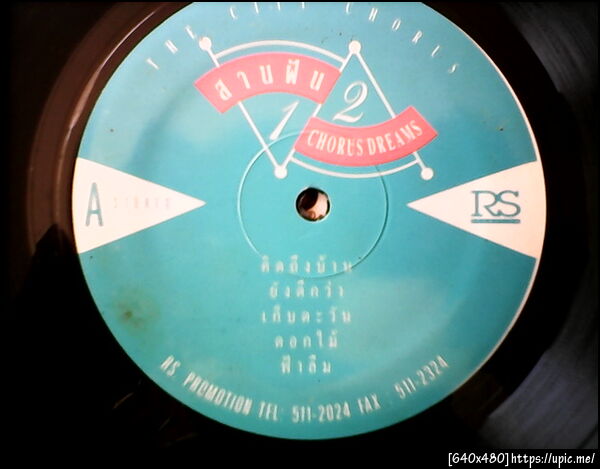 THE CITY CHORUS
สานฝัน
1 2
CHORUS DREAMS
A STEREO
RS
คิดถึงบ้าน
ยังดีกว่า
เก็บตะวัน
ดอกไม้
ฟ้าลืม
RS. PROMOTION TEL : 511-2024 FAX : 511-2324
[640x480]https://upic.me/